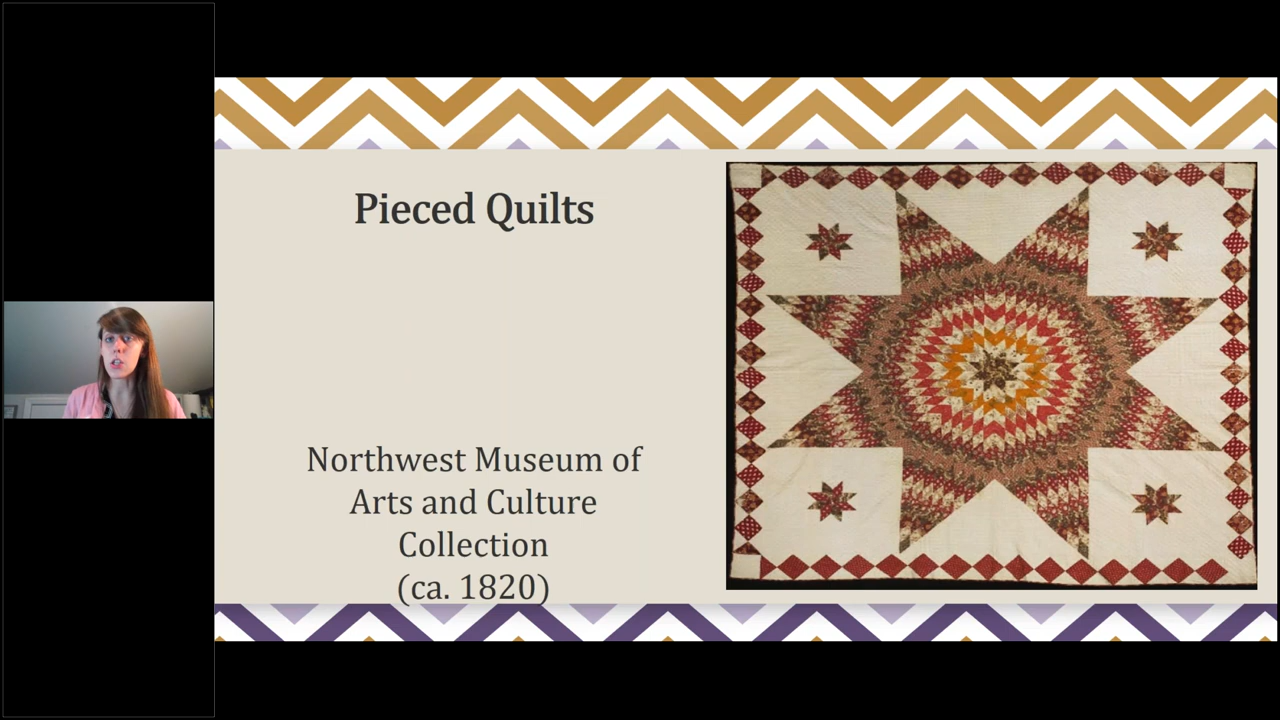 Pieced Quilts
Northwest Museum of
Arts and Culture
Collection
(ca. 1820)